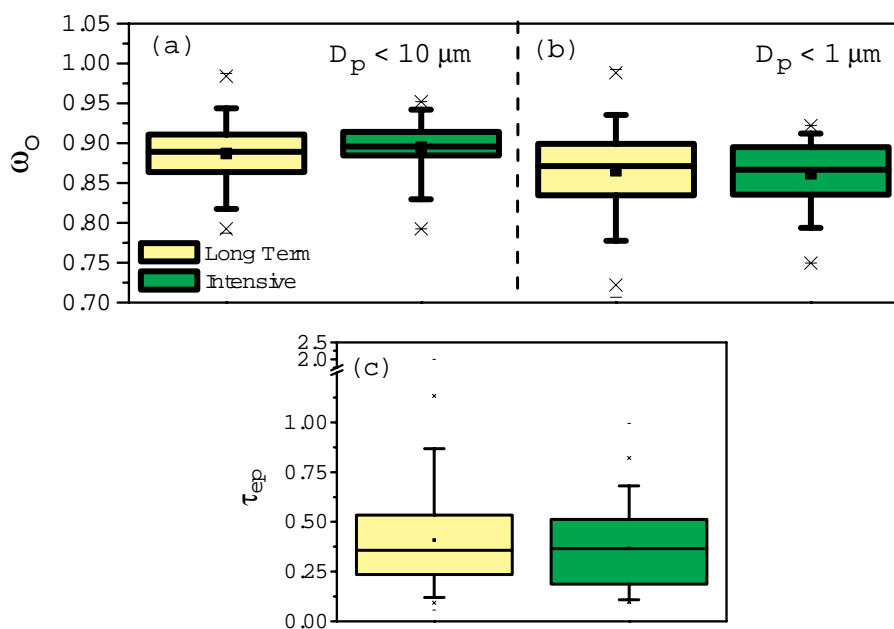 1.05
1.00
0.95
0.90
0.85
0.80
0.75
0.70
ωO
(a)
Dp < 10 µm
(b)
Dp < 1 µm
Long Term
Intensive
2.5
2.0
1.00
0.75
0.50
0.25
0.00
τep
(c)